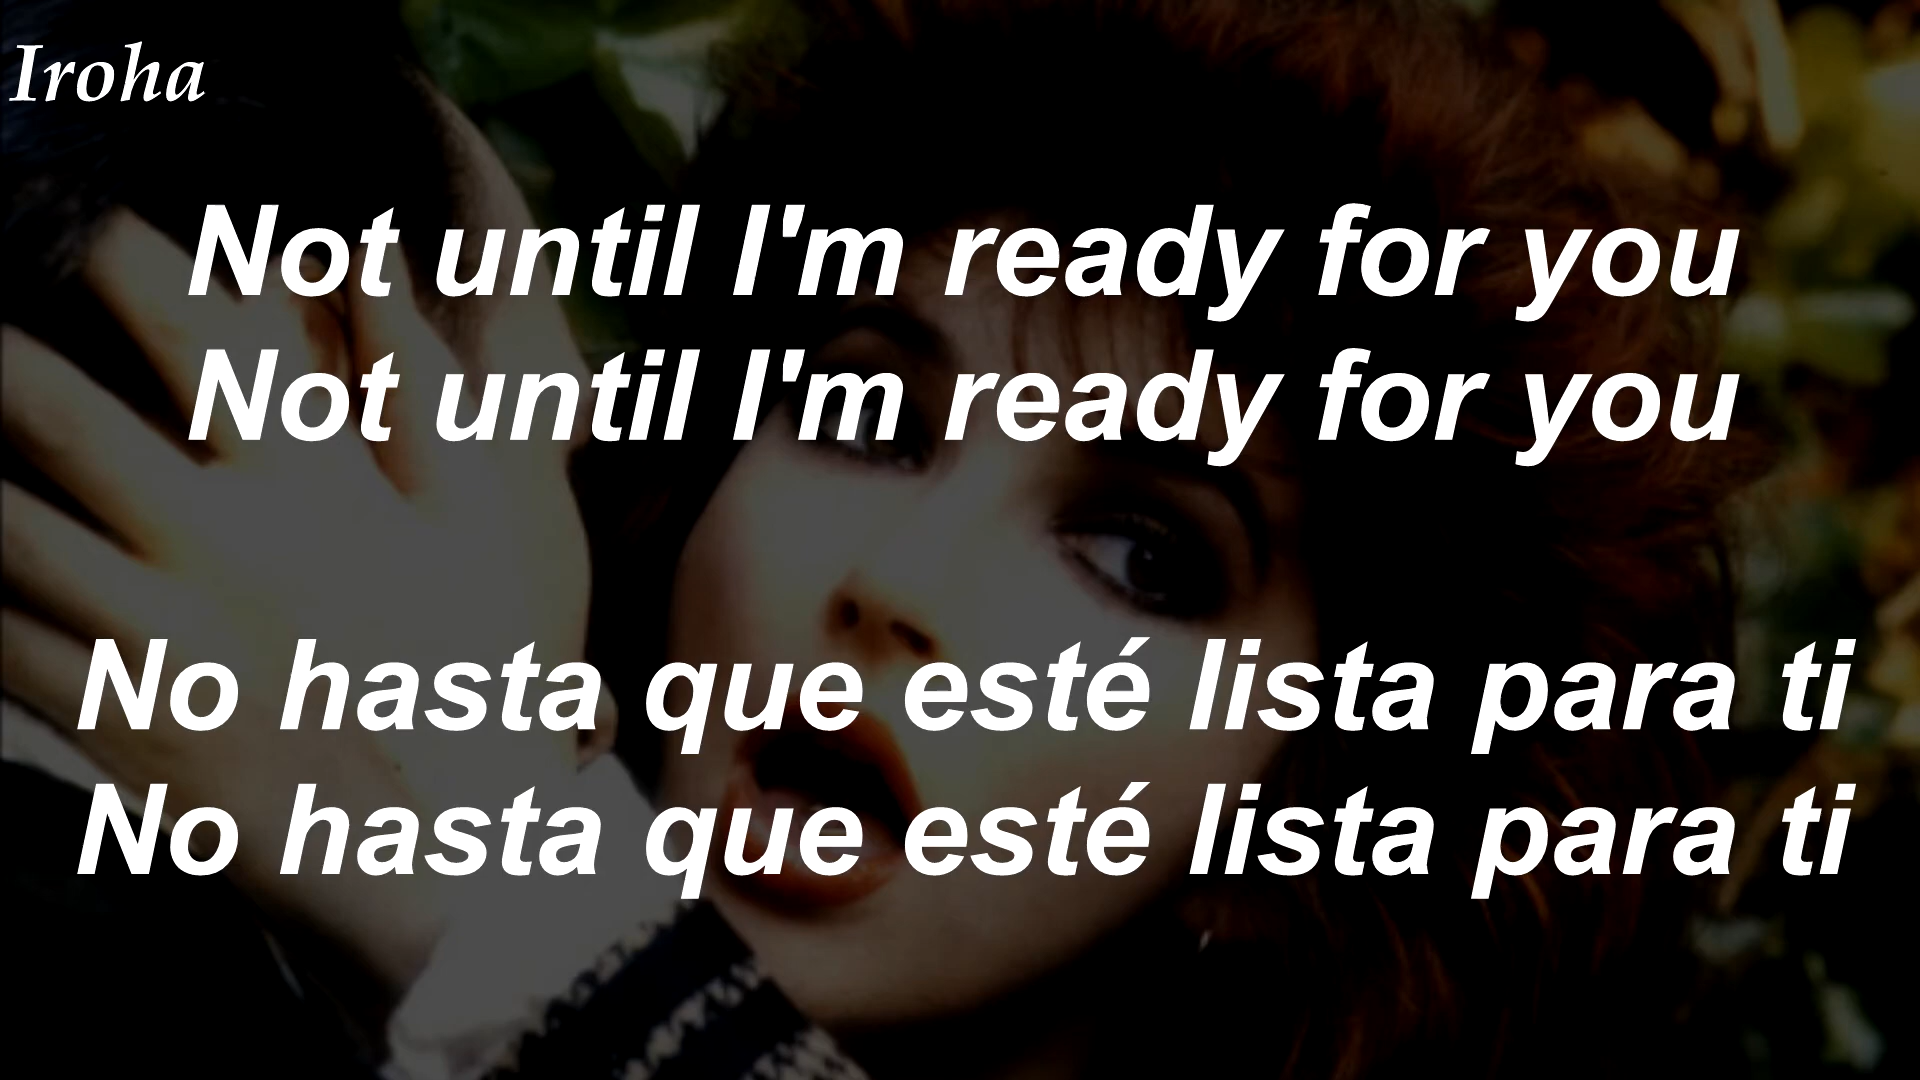 Iroha
Not until I'm ready for you
Not until I'm ready for you
No hasta que esté lista para ti
No hasta que esté lista para ti